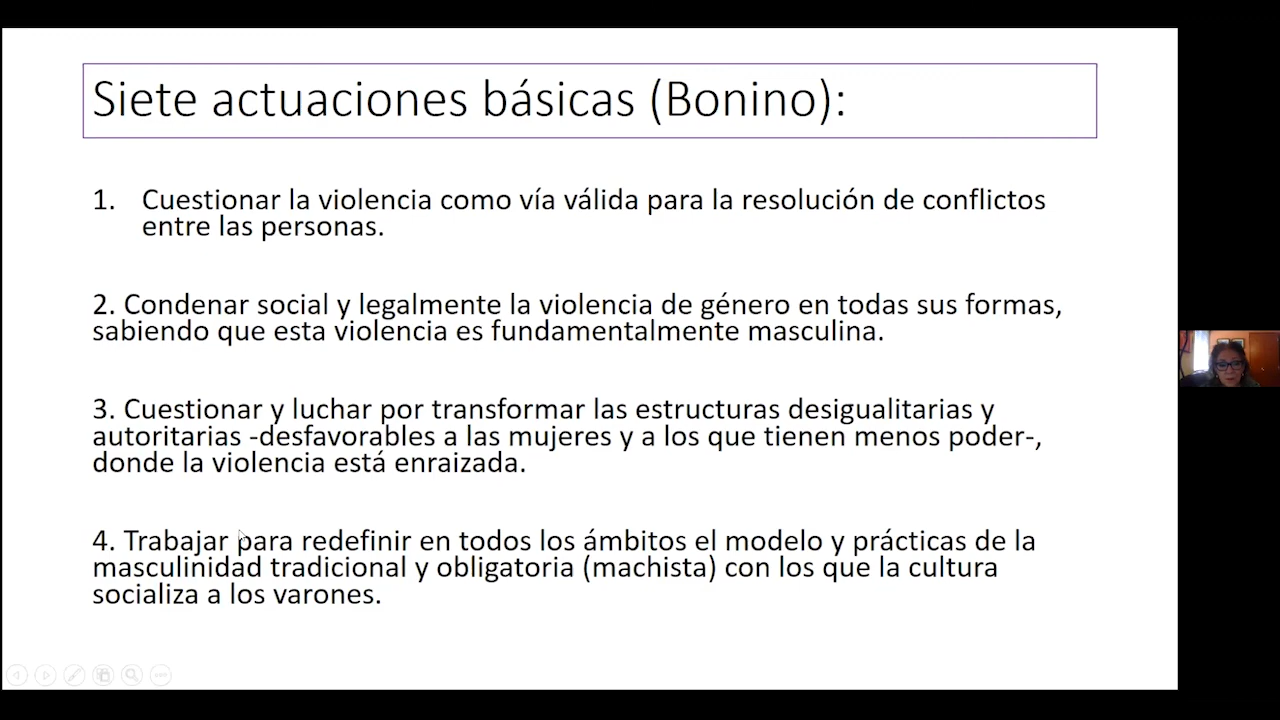 Siete actuaciones básicas (Bonino):
1. Cuestionar la violencia como vía válida para la resolución de conflictos
entre las personas.
2. Condenar social y legalmente la violencia de género en todas sus formas,
sabiendo que esta violencia es fundamentalmente masculina.
3. Cuestionar y luchar por transformar las estructuras desigualitarias y
autoritarias -desfavorables a las mujeres y a los que tienen menos poder-,
donde la violencia está enraizada.
4. Trabajar para redefinir en todos los ámbitos el modelo y prácticas de la
masculinidad tradicional y obligatoria (machista) con los que la cultura
socializa a los varones.